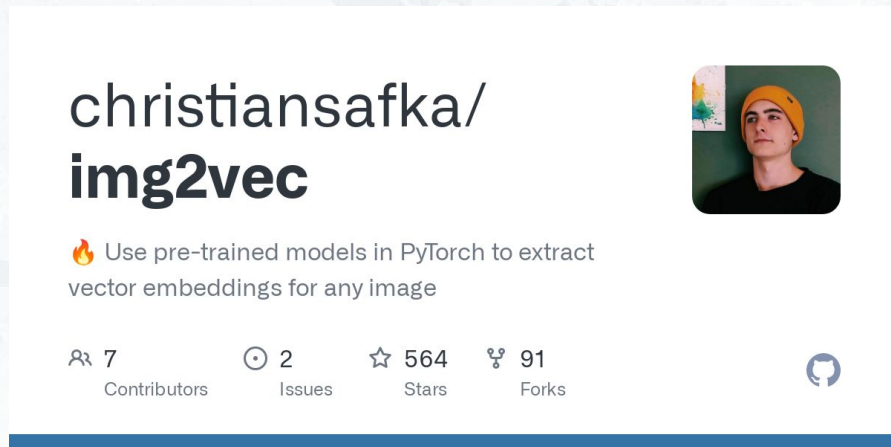 christiansafka/
img2vec
🔥 Use pre-trained models in PyTorch to extract
vector embeddings for any image
7 2 564 91
Contributors Issues Stars Forks